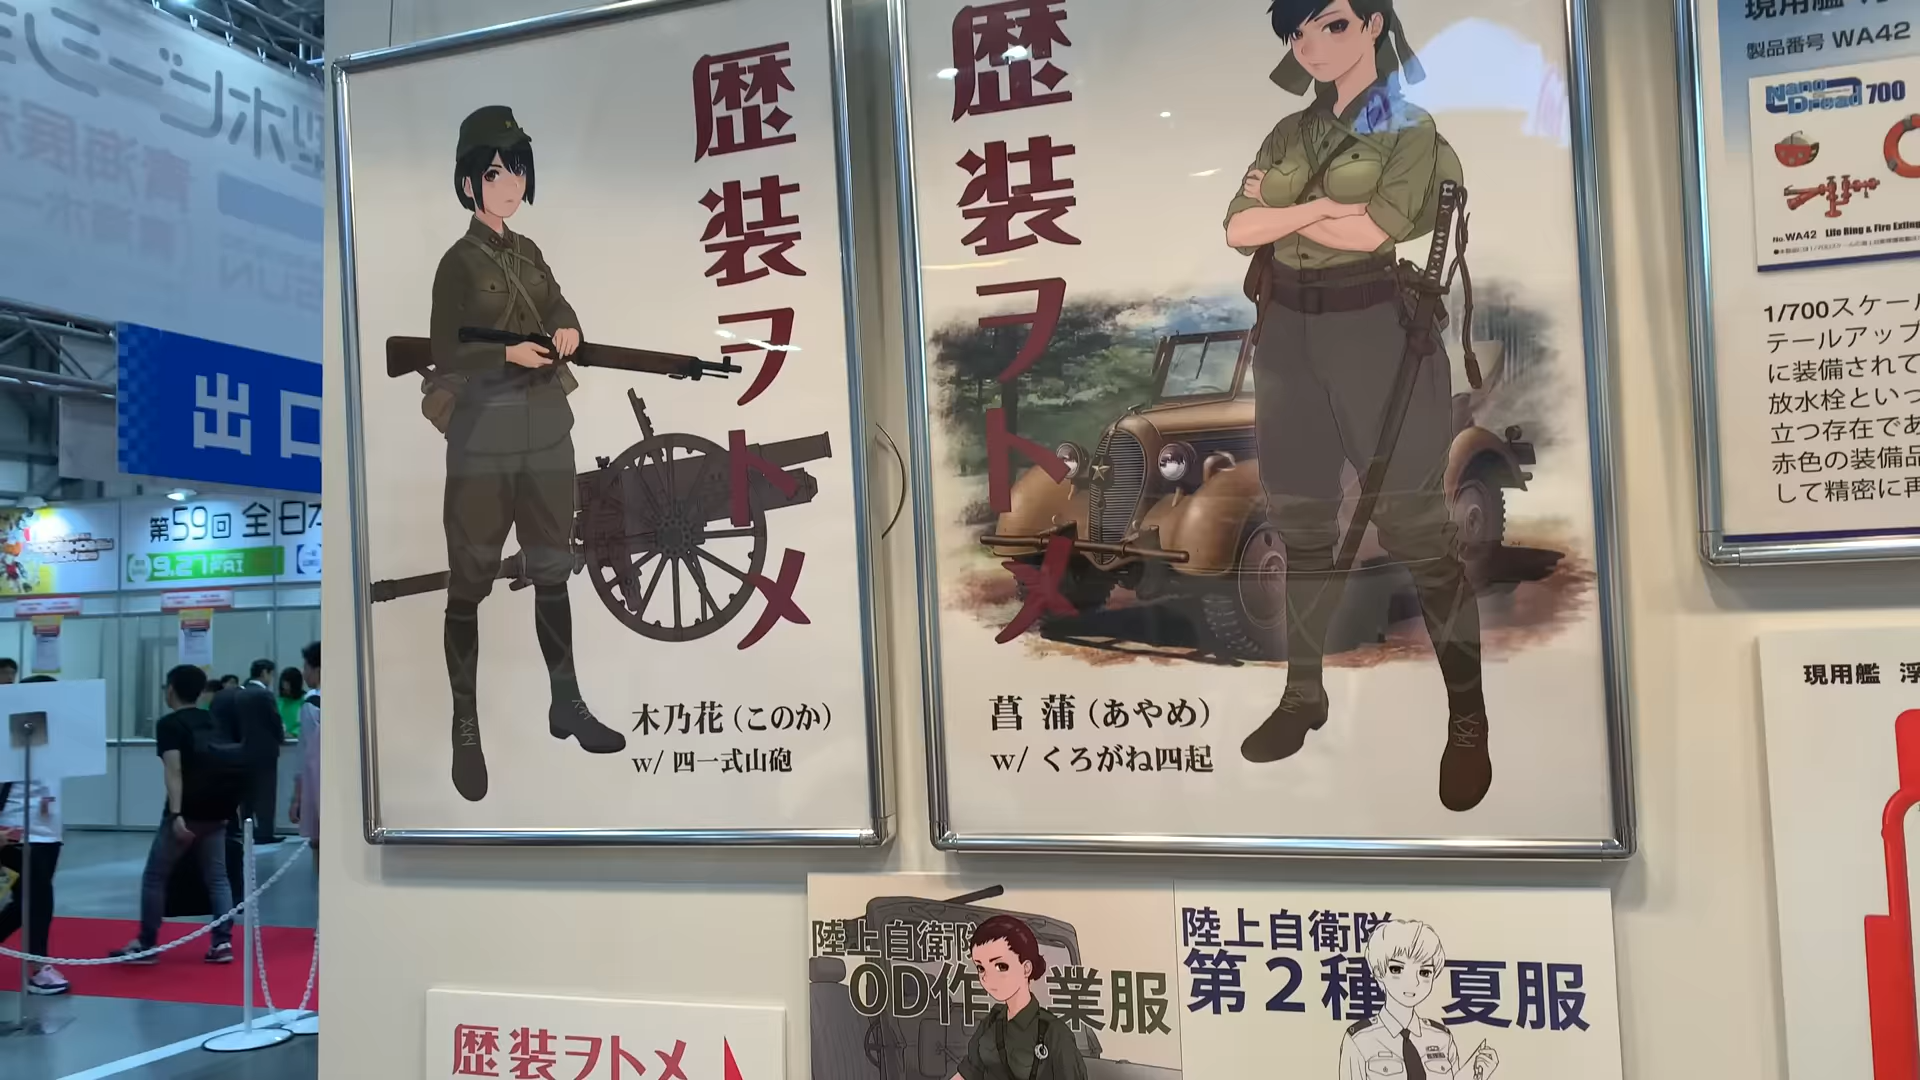 歴装ヲトメ
木乃花（このか）
w/ 四一式山砲
歴装ヲトメ
菖 蒲（あやめ）
w/ くろがね四起
出口
第59回 全日本
9.27 FRI
製品番号 WA42
Nano Dread 700
No.WA42 Life Ring & Fire
1/700スケール
テールアップ
に装備されて
放水栓といっ
立つ存在であ
赤色の装備品
して精密に再
現用艦 浮
歴装ヲトメ
陸上自衛隊
OD作業服
陸上自衛隊
第2種 夏服